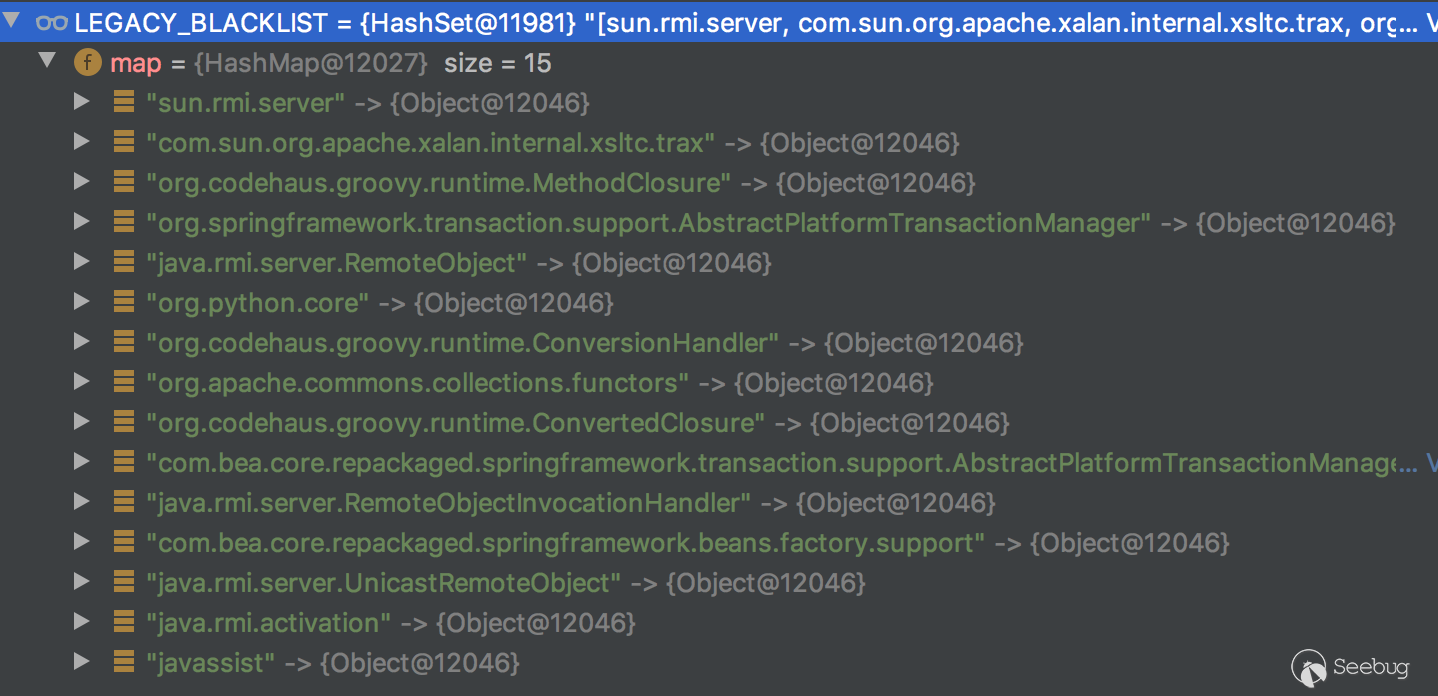 LEGACY_BLACKLIST = {HashSet@11981} "[sun.rmi.server, com.sun.org.apache.xalan.internal.xsltc.trax, org... V
f map = {HashMap@12027} size = 15
"sun.rmi.server" -> {Object@12046}
"com.sun.org.apache.xalan.internal.xsltc.trax" -> {Object@12046}
"org.codehaus.groovy.runtime.MethodClosure" -> {Object@12046}
"org.springframework.transaction.support.AbstractPlatformTransactionManager" -> {Object@12046}
"java.rmi.server.RemoteObject" -> {Object@12046}
"org.python.core" -> {Object@12046}
"org.codehaus.groovy.runtime.ConversionHandler" -> {Object@12046}
"org.apache.commons.collections.functors" -> {Object@12046}
"org.codehaus.groovy.runtime.ConvertedClosure" -> {Object@12046}
"com.bea.core.repackaged.springframework.transaction.support.AbstractPlatformTransactionManage... V
"java.rmi.server.RemoteObjectInvocationHandler" -> {Object@12046}
"com.bea.core.repackaged.springframework.beans.factory.support" -> {Object@12046}
"java.rmi.server.UnicastRemoteObject" -> {Object@12046}
"java.rmi.activation" -> {Object@12046}
"javassist" -> {Object@12046}
Seebug